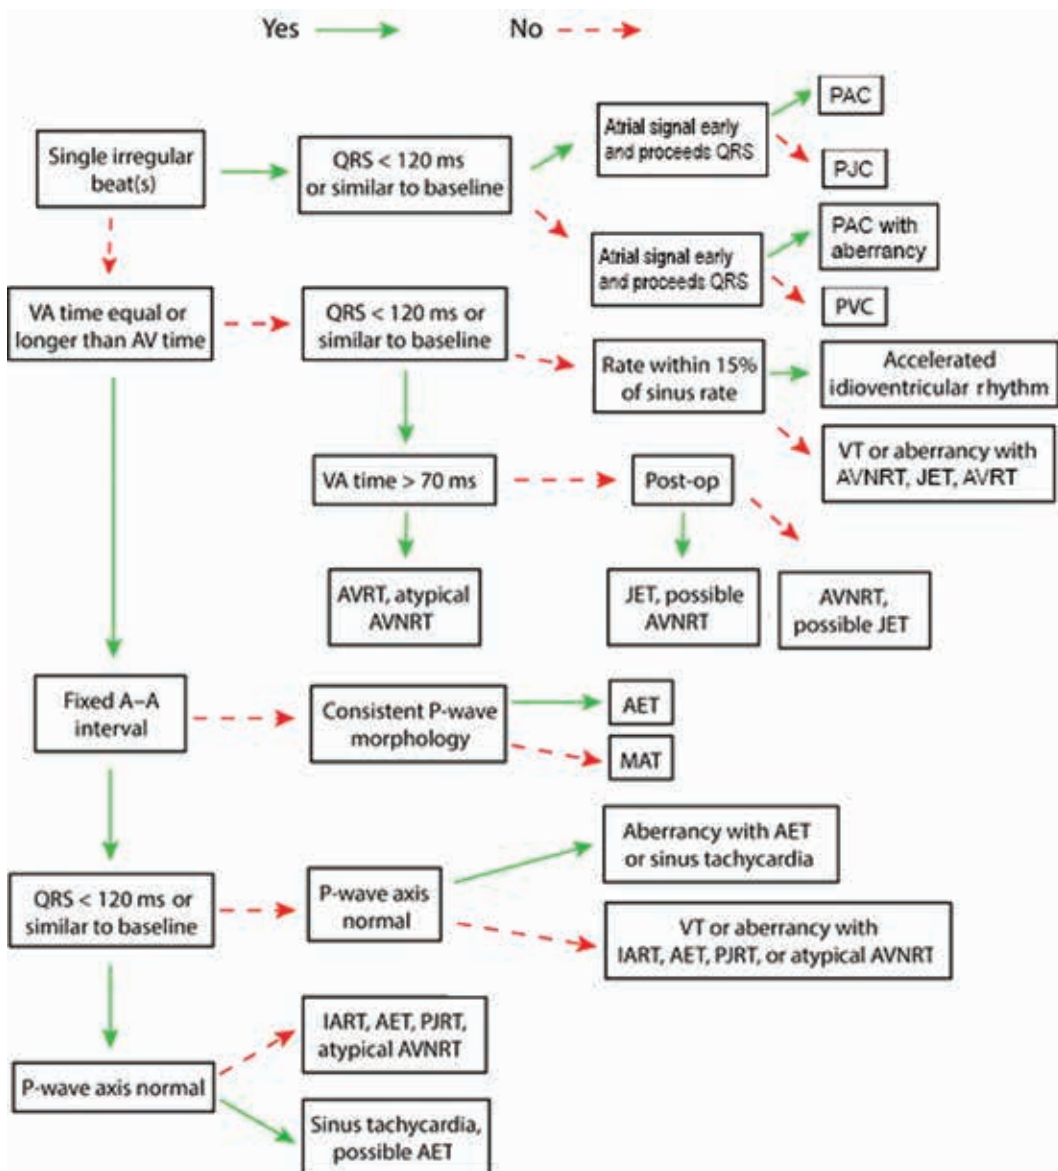 Yes
No
Single irregular
beat(s)
QRS < 120 ms
or similar to baseline
Atrial signal early
and proceeds QRS
PAC
PJC
Atrial signal early
and proceeds QRS
PAC with
aberrancy
PVC
VA time equal or
longer than AV time
QRS < 120 ms or
similar to baseline
Rate within 15%
of sinus rate
Accelerated
idioventricular rhythm
VT or aberrancy with
AVNRT, JET, AVRT
VA time > 70 ms
Post-op
AVRT, atypical
AVNRT
JET, possible
AVNRT
AVNRT,
possible JET
Fixed A–A
interval
Consistent P-wave
morphology
AET
MAT
Aberrancy with AET
or sinus tachycardia
QRS < 120 ms or
similar to baseline
P-wave axis
normal
VT or aberrancy with
IART, AET, PJRT, or atypical AVNRT
IART, AET, PJRT,
atypical AVNRT
P-wave axis normal
Sinus tachycardia,
possible AET